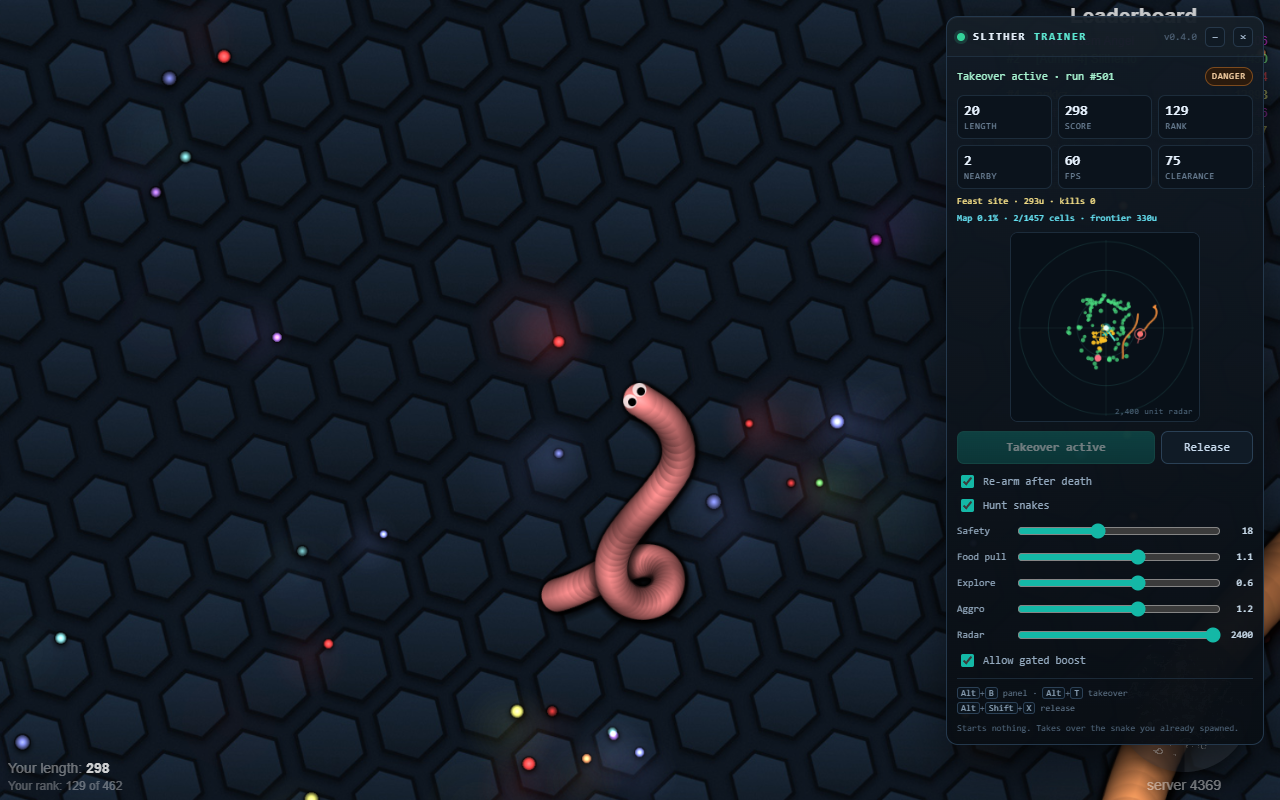 Leaderboard
SLITHER TRAINER v0.4.0 – ×
Takeover active · run #501 DANGER
20 298 129
LENGTH SCORE RANK
2 60 75
NEARBY FPS CLEARANCE
Feast site · 293u · kills 0
Map 0.1% · 2/1457 cells · frontier 330u
2,400 unit radar
Takeover active Release
Re-arm after death
Hunt snakes
Safety 18
Food pull 1.1
Explore 0.6
Aggro 1.2
Radar 2400
Allow gated boost
Alt+B panel · Alt+T takeover
Alt+Shift+X release
Starts nothing. Takes over the snake you already spawned.
Your length: 298
Your rank: 129 of 462
server 4369